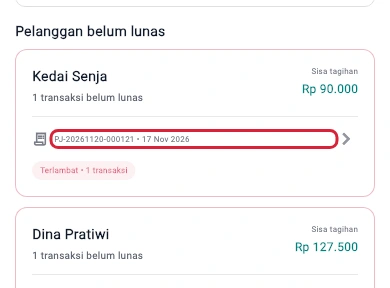 Pelanggan belum lunas
Kedai Senja
Sisa tagihan
1 transaksi belum lunas
Rp 90.000
PJ-20261120-000121 • 17 Nov 2026
Terlambat • 1 transaksi
Dina Pratiwi
Sisa tagihan
1 transaksi belum lunas
Rp 127.500